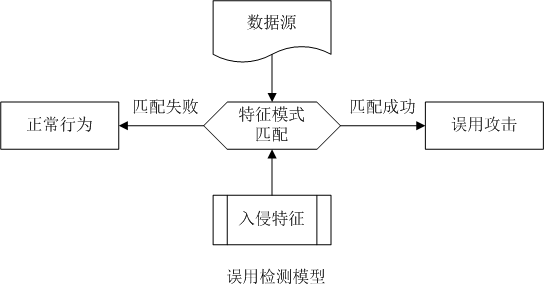 数据源
匹配失败
匹配成功
正常行为
特征模式
匹配
误用攻击
入侵特征
误用检测模型